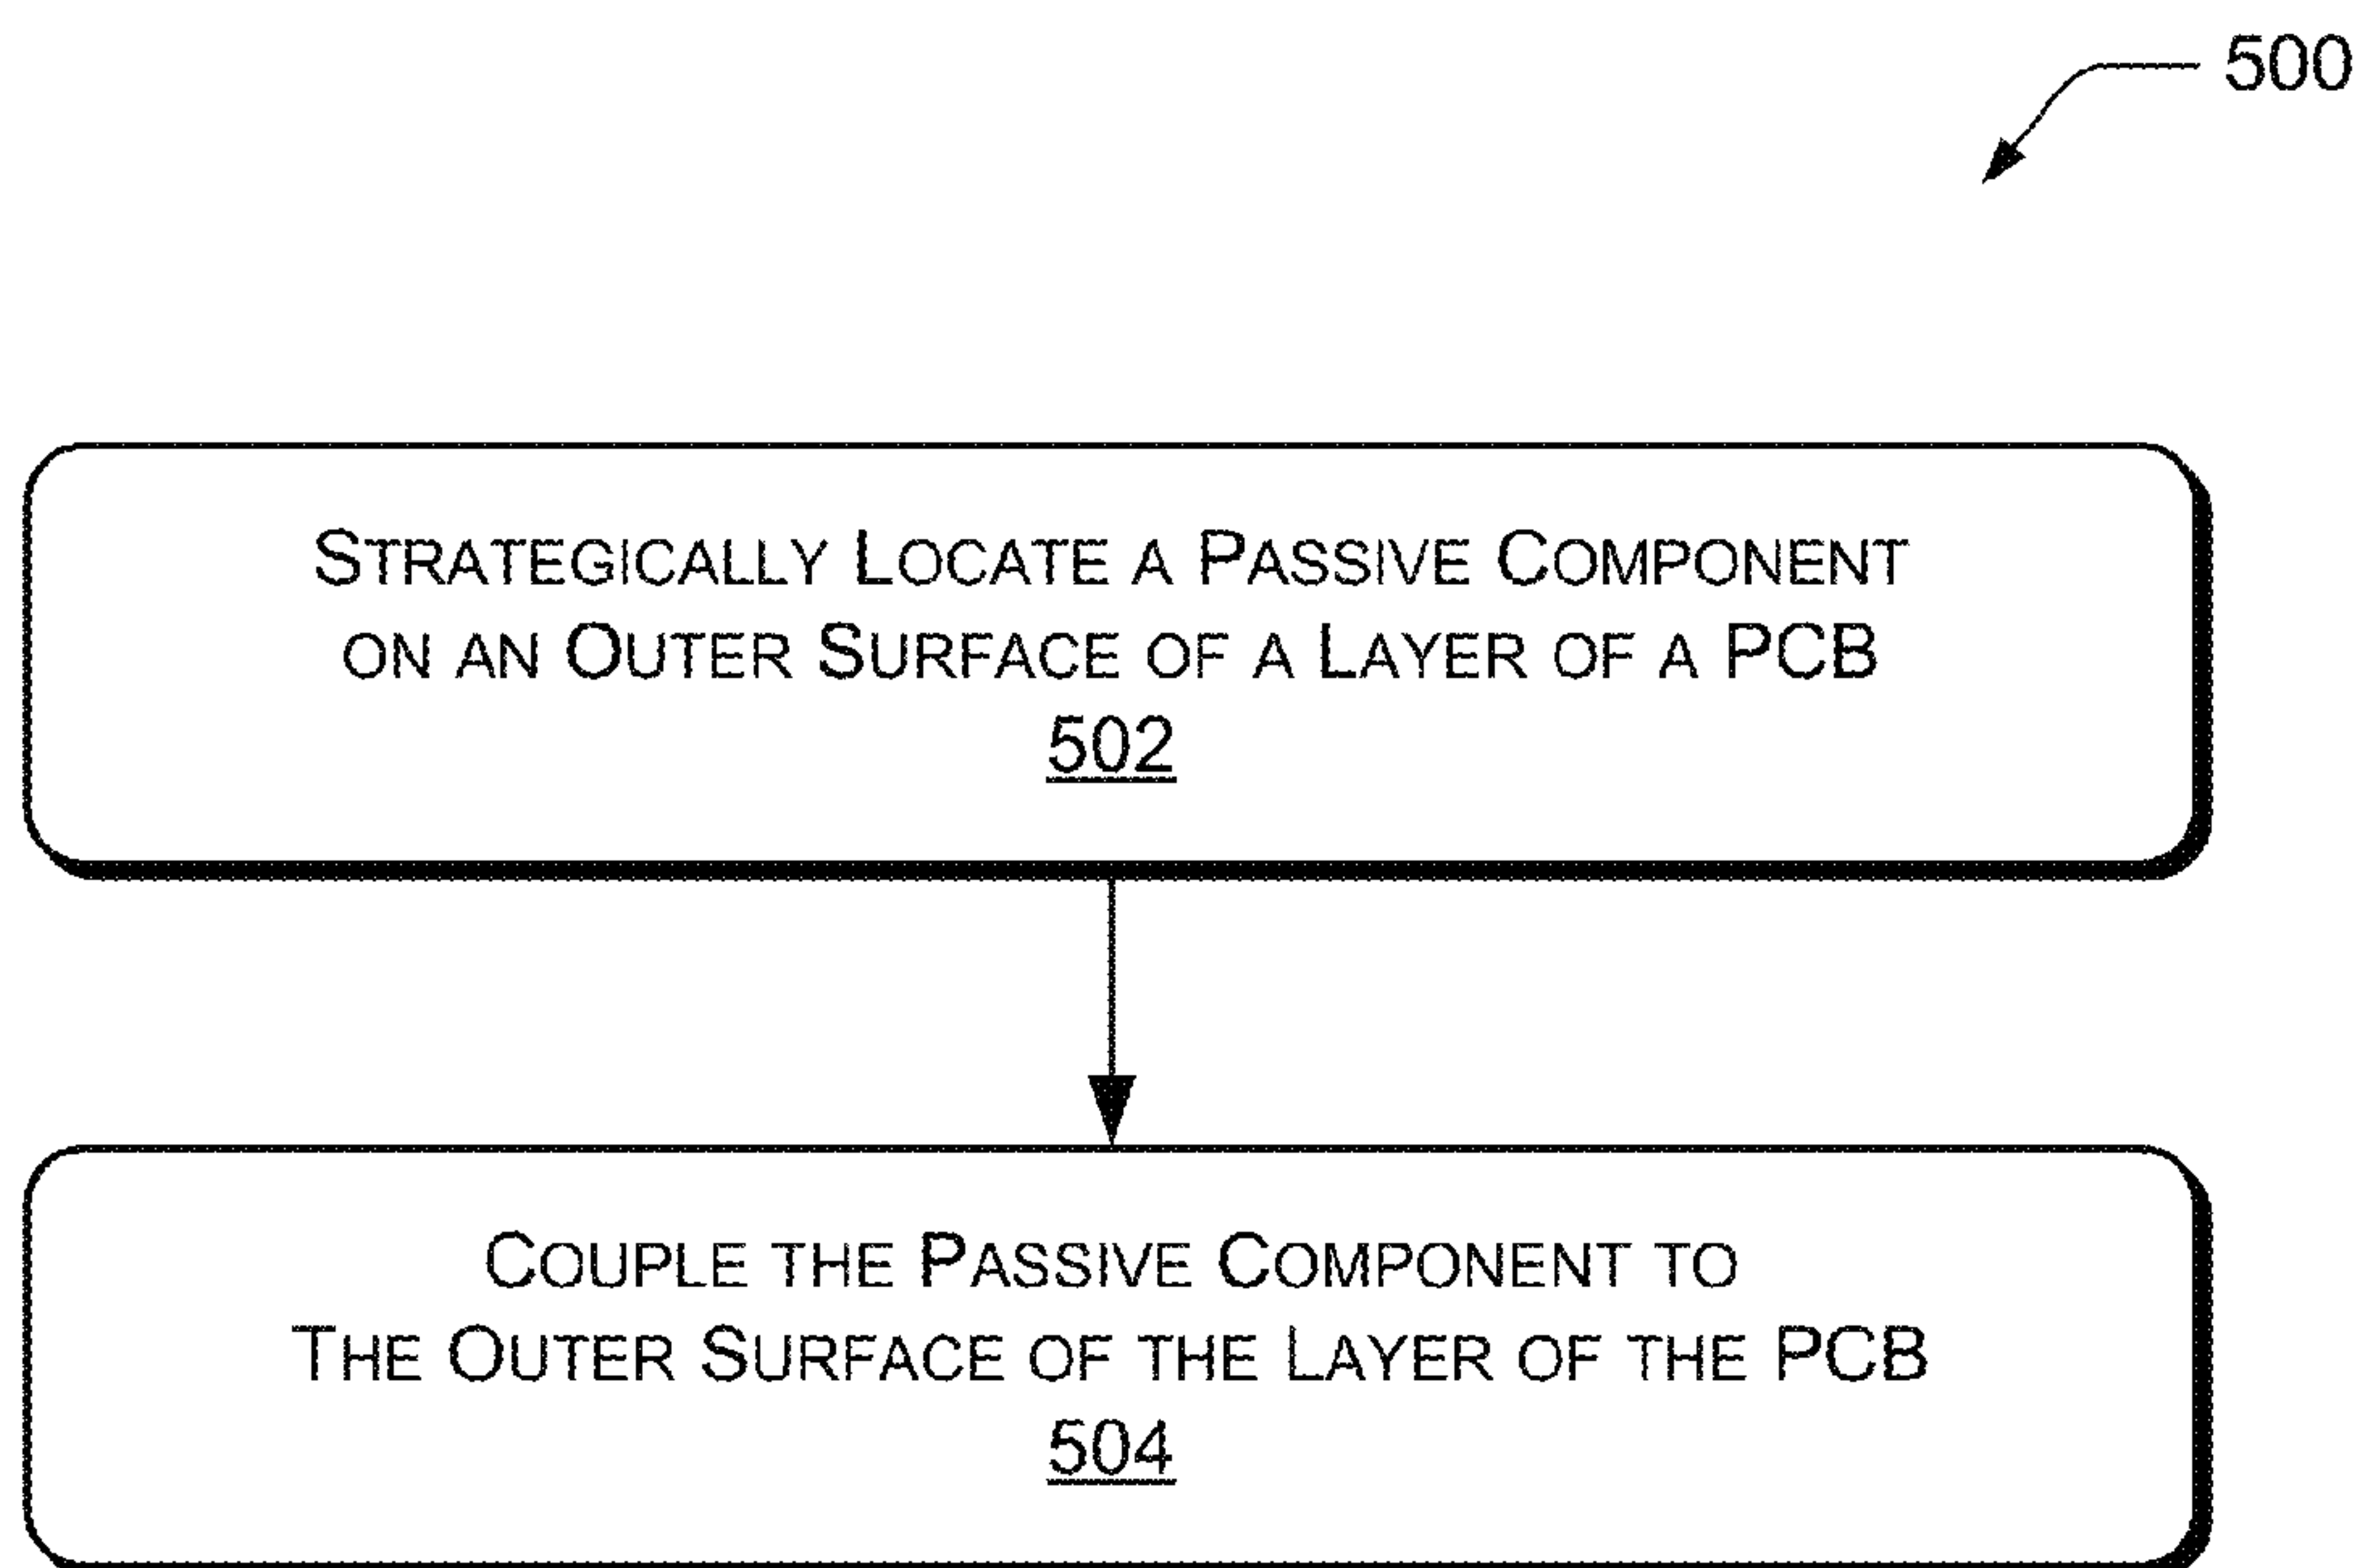 500
STRATEGICALLY LOCATE A PASSIVE COMPONENT
ON AN OUTER SURFACE OF A LAYER OF A PCB
502
COUPLE THE PASSIVE COMPONENT TO
THE OUTER SURFACE OF THE LAYER OF THE PCB
504